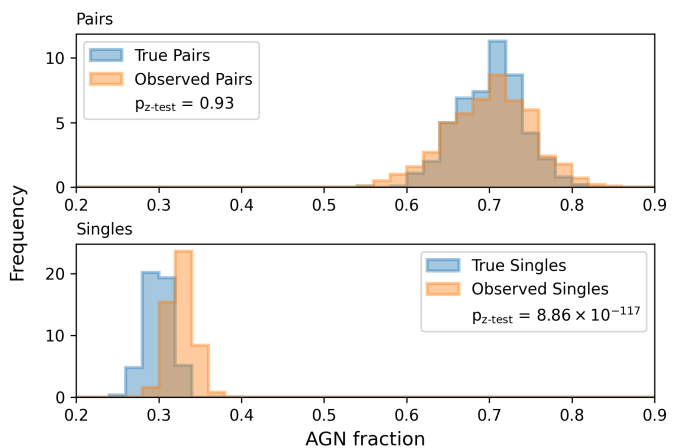 Pairs
True Pairs
Observed Pairs
p_z-test = 0.93
10
5
0
0.2 0.3 0.4 0.5 0.6 0.7 0.8 0.9
Frequency
Singles
True Singles
Observed Singles
p_z-test = 8.86 × 10^−117
20
10
0
0.2 0.3 0.4 0.5 0.6 0.7 0.8 0.9
AGN fraction